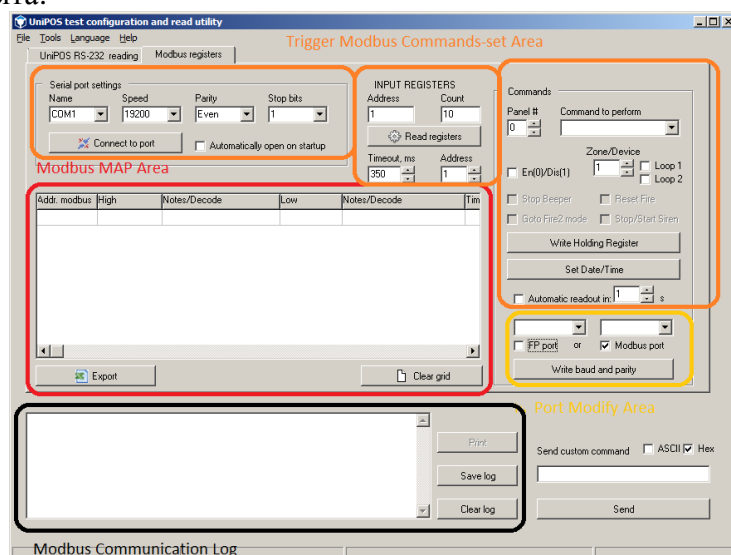 UniPOS test configuration and read utility
File Tools Language Help
Trigger Modbus Commands-set Area
UniPOS RS-232 reading Modbus registers
Serial port settings
Name Speed Parity Stop bits
COM1 19200 Even 1
Connect to port Automatically open on startup
INPUT REGISTERS
Address Count
1 10
Read registers
Timeout, ms Address
350 1
Commands
Panel # Command to perform
0
Zone/Device
En(0)/Dis(1) 1 Loop 1
Loop 2
Stop Beeper Reset Fire
Goto Fire2 mode Stop/Start Siren
Write Holding Register
Set Date/Time
Automatic readout in: 1 s
Modbus MAP Area
Addr. modbus High Notes/Decode Low Notes/Decode Tim
FP port or Modbus port
Write baud and parity
Export Clear grid
Port Modify Area
Print
Save log
Clear log
Send custom command ASCII Hex
Send
Modbus Communication Log